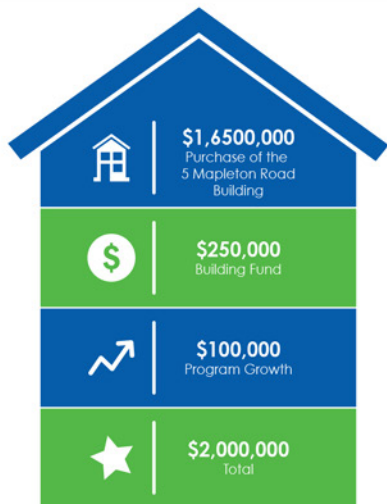 $1,6500,000
Purchase of the
5 Mapleton Road
Building
$
$250,000
Building Fund
$100,000
Program Growth
$2,000,000
Total